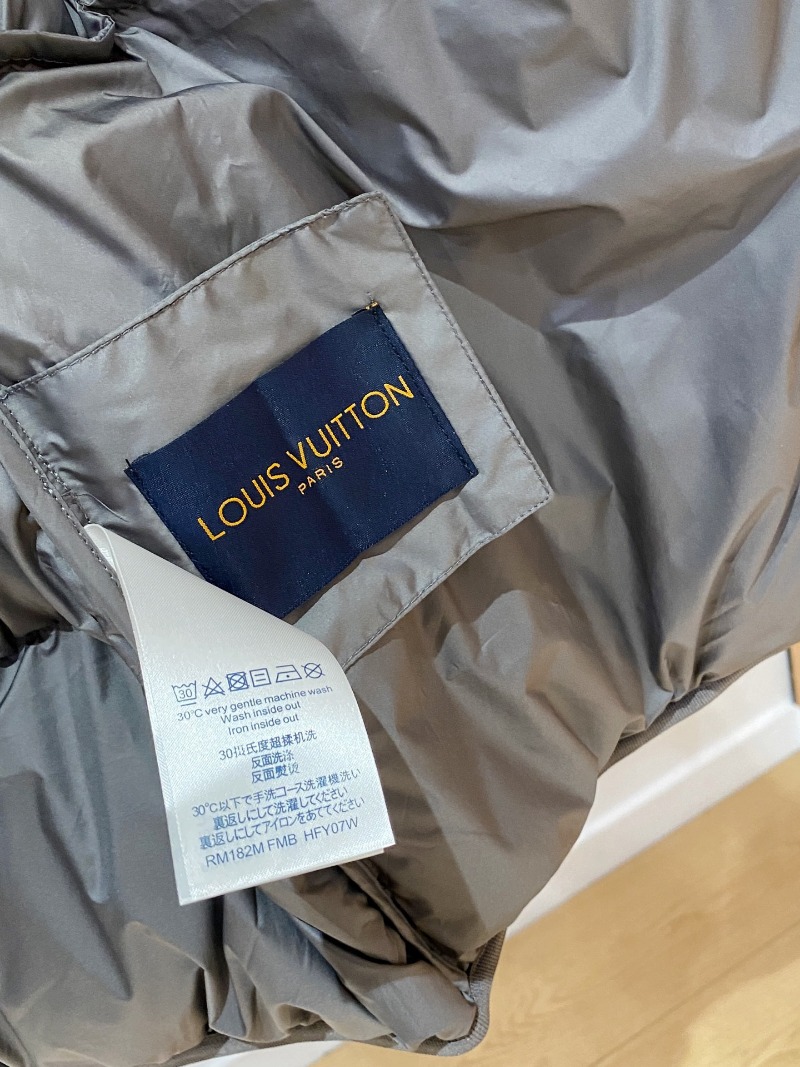 LOUIS VUITTON
PARIS
30
30℃ very gentle machine wash
Wash inside out
Iron inside out
30摄氏度超揉机洗
反面洗涤
反面熨烫
30℃以下で手洗コース洗濯機洗い
裏返しにして洗濯してください
裏返しにしてアイロンをあててください
RM182M FMB HFY07W